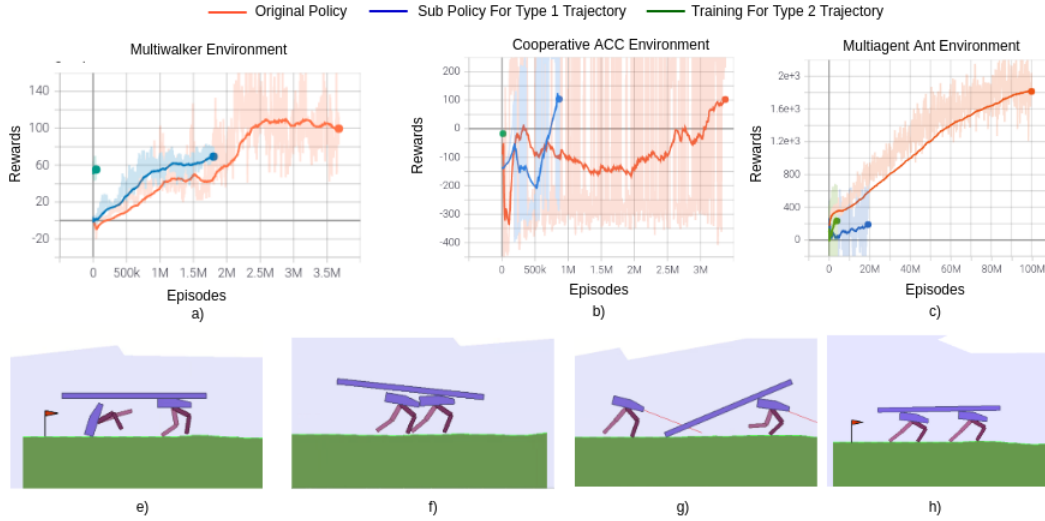 Original Policy
Sub Policy For Type 1 Trajectory
Training For Type 2 Trajectory
Multiwalker Environment
140
100
60
20
-20
Rewards
0 500k 1M 1.5M 2M 2.5M 3M 3.5M
Episodes
a)
Cooperative ACC Environment
200
100
0
-100
-200
-300
-400
Rewards
0 500k 1M 1.5M 2M 2.5M 3M
Episodes
b)
Multiagent Ant Environment
2e+3
1.6e+3
1.2e+3
800
400
0
Rewards
0 20M 40M 60M 80M 100M
Episodes
c)
e)
f)
g)
h)